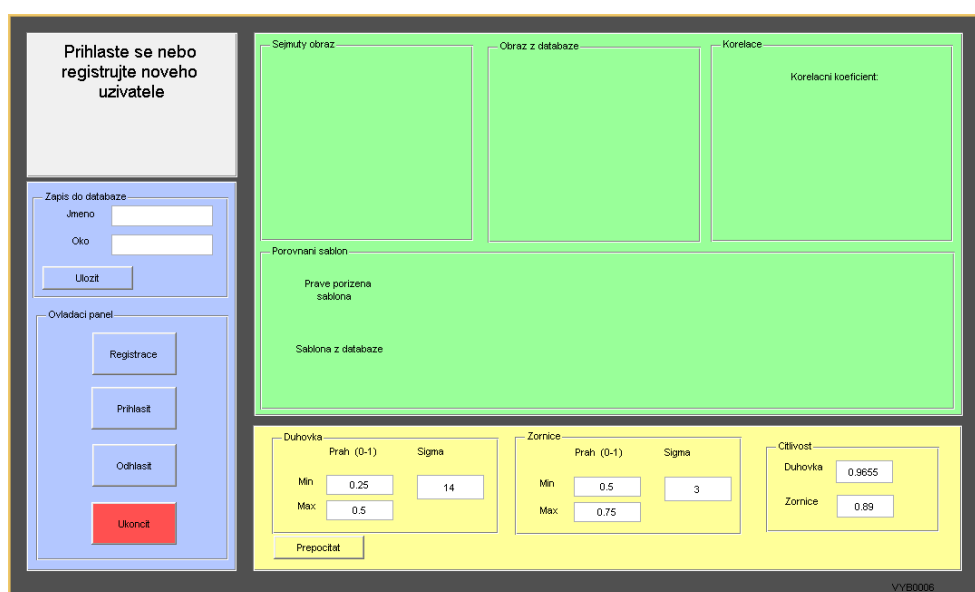 Prihlaste se nebo
registrujte noveho
uzivatele
Zapis do databaze
Jmeno
Oko
Ulozit
Ovladaci panel
Registrace
Prihlasit
Odhlasit
Ukoncit
Sejmuty obraz
Obraz z databaze
Korelace
Korelacni koeficient:
Porovnani sablon
Prave porizena
sablona
Sablona z databaze
Duhovka
Prah (0-1) Sigma
Min 0.25 14
Max 0.5
Prepocitat
Zornice
Prah (0-1) Sigma
Min 0.5 3
Max 0.75
Citlivost
Duhovka 0.9655
Zornice 0.89
VYB0006